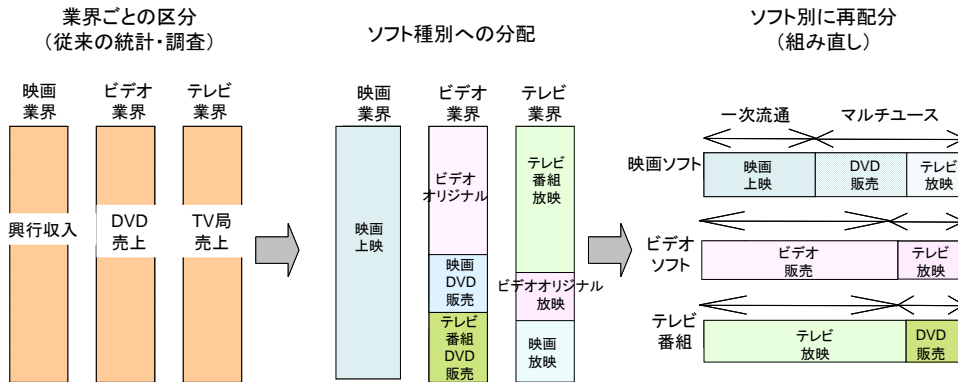 業界ごとの区分
(従来の統計・調査)
映画
業界
ビデオ
業界
テレビ
業界
興行収入
DVD
売上
TV局
売上
ソフト種別への分配
映画
業界
ビデオ
業界
テレビ
業界
映画
上映
ビデオ
オリジナル
映画
DVD
販売
テレビ
番組
DVD
販売
テレビ
番組
放映
ビデオオリジナル
放映
映画
放映
ソフト別に再配分
(組み直し)
一次流通
マルチユース
映画ソフト
映画
上映
DVD
販売
テレビ
放映
ビデオ
ソフト
ビデオ
販売
テレビ
放映
テレビ
番組
テレビ
放映
DVD
販売